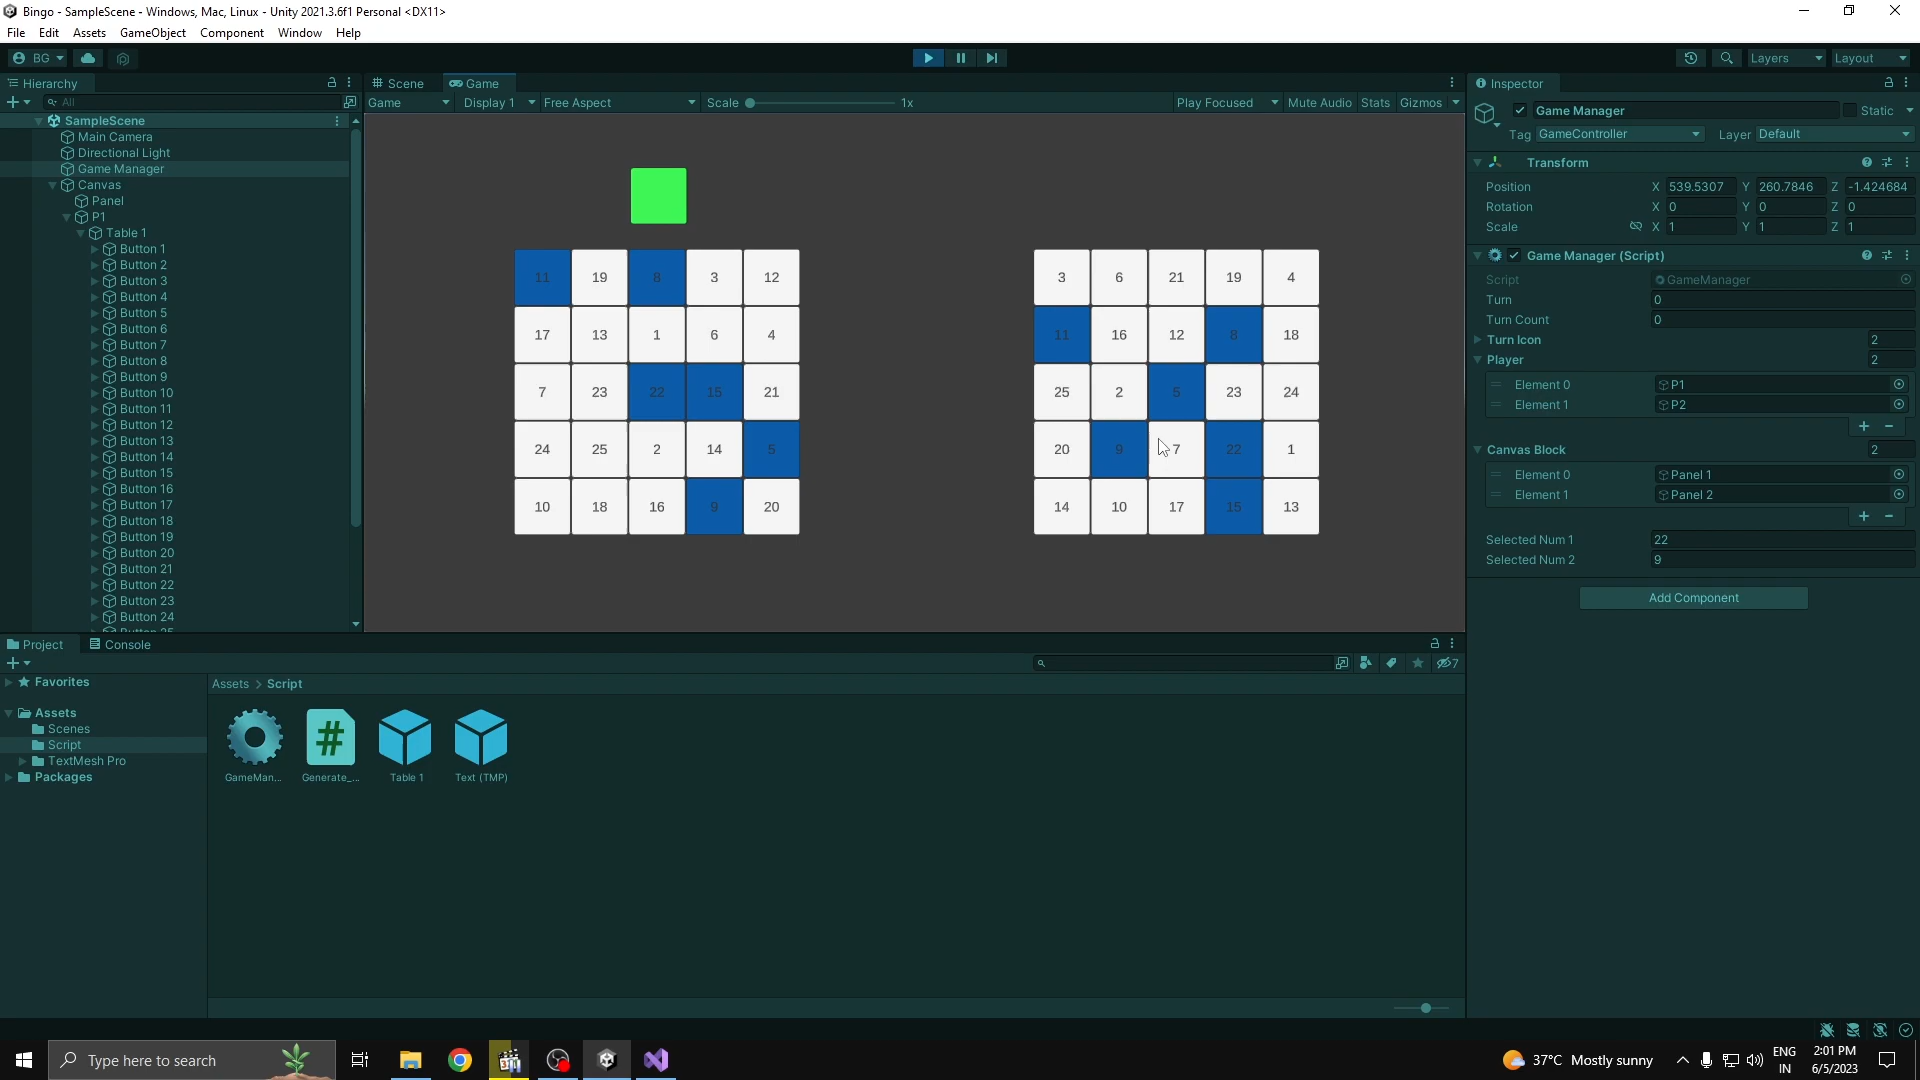 Bingo - SampleScene - Windows, Mac, Linux - Unity 2021.3.6f1 Personal <DX11>
File Edit Assets GameObject Component Window Help
BG
Layers Layout
Hierarchy
All
SampleScene
Main Camera
Directional Light
Game Manager
Canvas
Panel
P1
Table 1
Button 1
Button 2
Button 3
Button 4
Button 5
Button 6
Button 7
Button 8
Button 9
Button 10
Button 11
Button 12
Button 13
Button 14
Button 15
Button 16
Button 17
Button 18
Button 19
Button 20
Button 21
Button 22
Button 23
Button 24
Scene Game
Game Display 1 Free Aspect Scale 1x Play Focused Mute Audio Stats Gizmos
11 19 8 3 12
17 13 1 6 4
7 23 22 15 21
24 25 2 14 5
10 18 16 9 20
3 6 21 19 4
11 16 12 8 18
25 2 5 23 24
20 9 7 22 1
14 10 17 15 13
Inspector
Game Manager Static
Tag GameController Layer Default
Transform
Position X 539.5307 Y 260.7846 Z -1.424684
Rotation X 0 Y 0 Z 0
Scale X 1 Y 1 Z 1
Game Manager (Script)
Script GameManager
Turn 0
Turn Count 0
Turn Icon 2
Player 2
Element 0 P1
Element 1 P2
Canvas Block 2
Element 0 Panel 1
Element 1 Panel 2
Selected Num 1 22
Selected Num 2 9
Add Component
Project Console
7
Favorites
Assets
Scenes
Script
TextMesh Pro
Packages
Assets > Script
GameMan... Generate_... Table 1 Text (TMP)
Type here to search
37°C Mostly sunny
ENG
IN
2:01 PM
6/5/2023